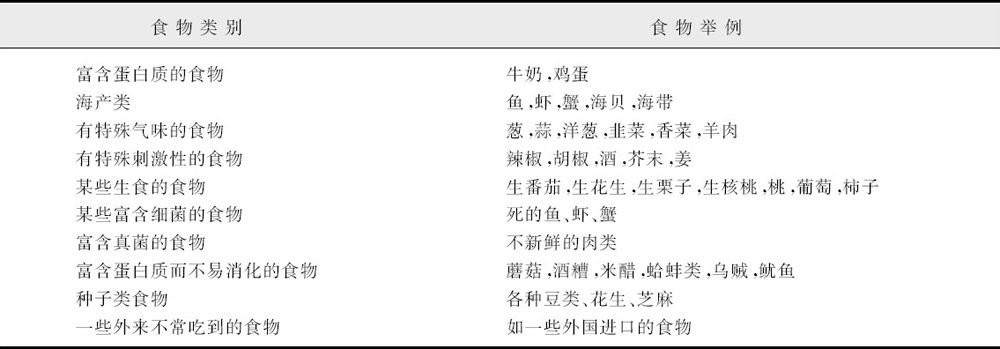 食物类别 食物举例
富含蛋白质的食物 牛奶,鸡蛋
海产类 鱼,虾,蟹,海贝,海带
有特殊气味的食物 葱,蒜,洋葱,韭菜,香菜,羊肉
有特殊刺激性的食物 辣椒,胡椒,酒,芥末,姜
某些生食的食物 生番茄,生花生,生栗子,生核桃,桃,葡萄,柿子
某些富含细菌的食物 死的鱼、虾、蟹
富含真菌的食物 不新鲜的肉类
富含蛋白质而不易消化的食物 蘑菇,酒糟,米醋,蛤蚌类,乌贼,鱿鱼
种子类食物 各种豆类、花生、芝麻
一些外来不常吃到的食物 如一些外国进口的食物